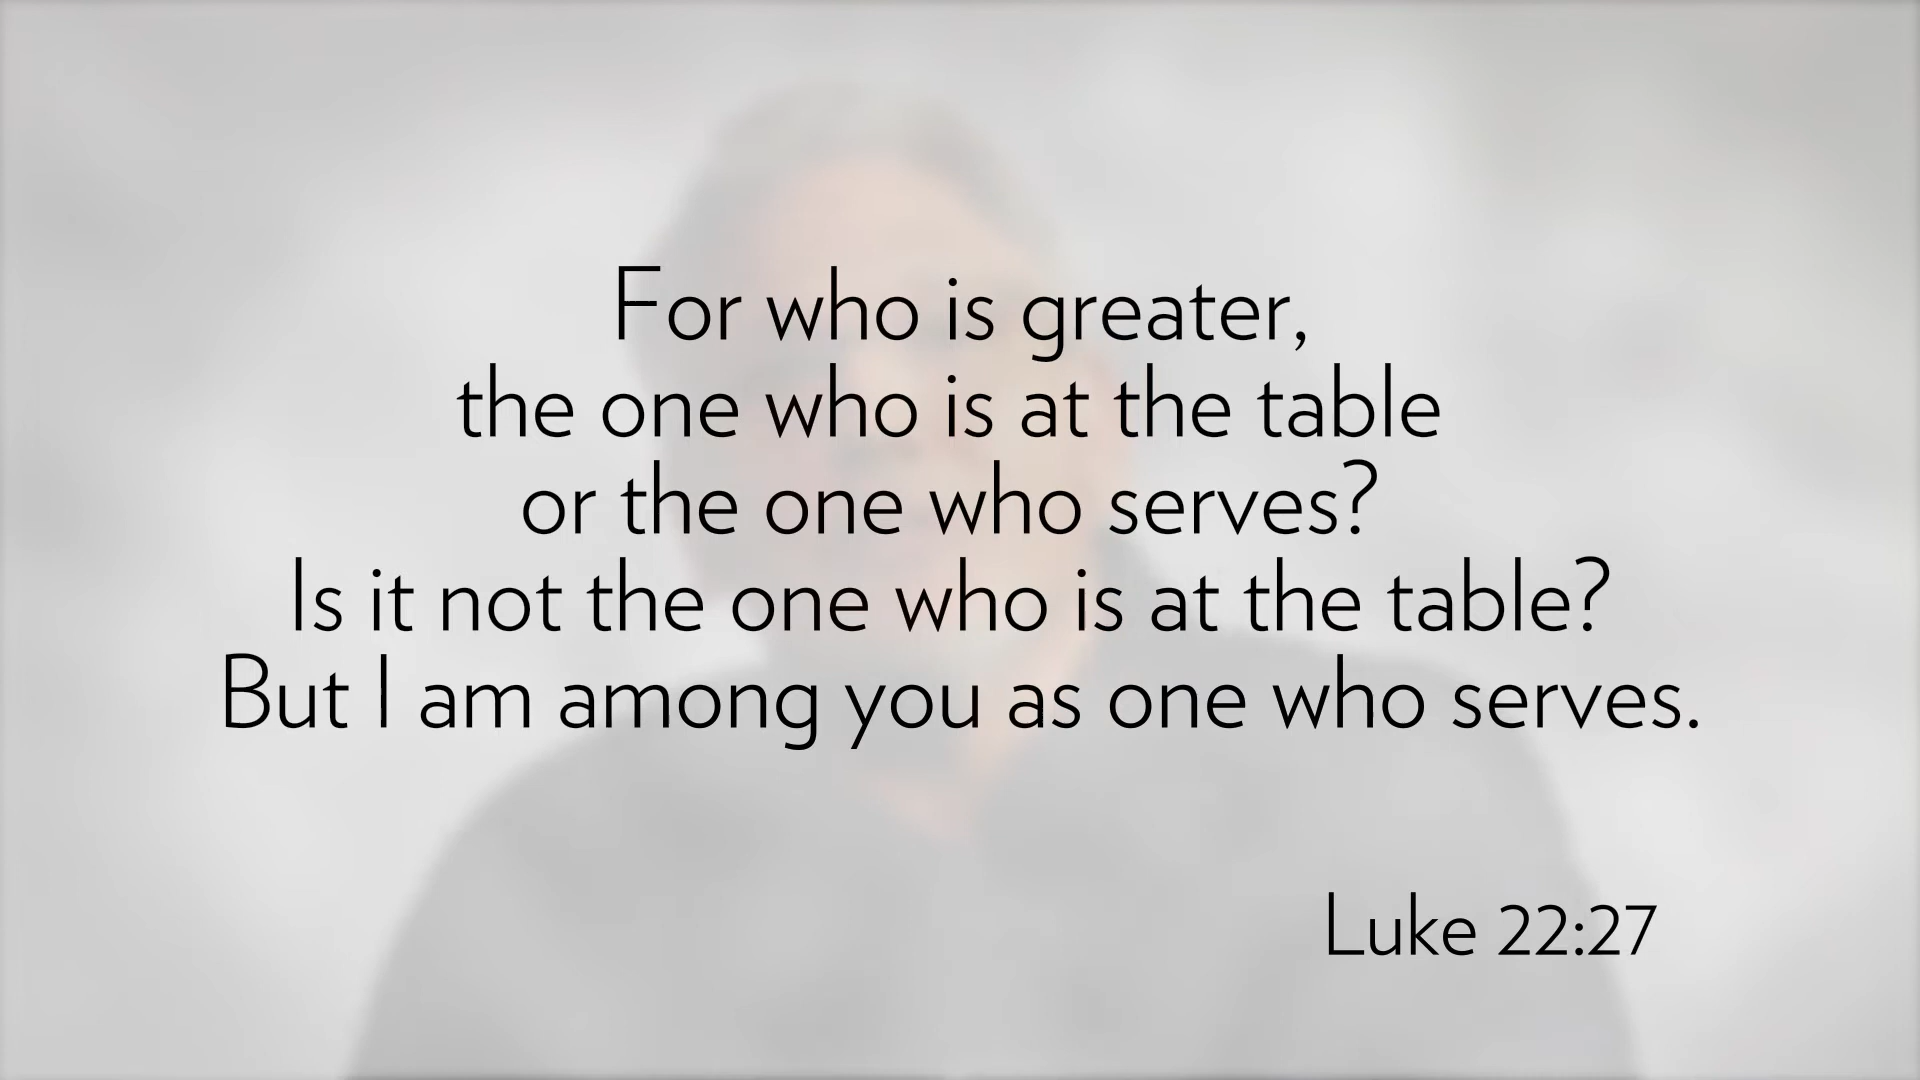 For who is greater,
the one who is at the table
or the one who serves?
Is it not the one who is at the table?
But I am among you as one who serves.
Luke 22:27